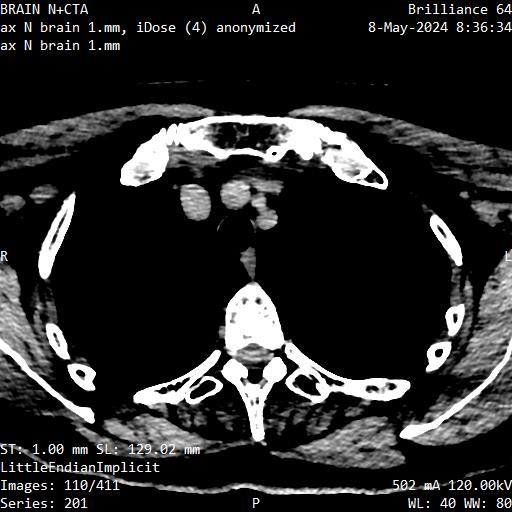 BRAIN N+CTA
ax N brain 1.mm, iDose (4) anonymized
ax N brain 1.mm
A
Brilliance 64
8-May-2024 8:36:34
R
L
ST: 1.00 mm SL: 129.02 mm
LittleEndianImplicit
Images: 110/411
Series: 201
P
502 mA 120.00kV
WL: 40 WW: 80